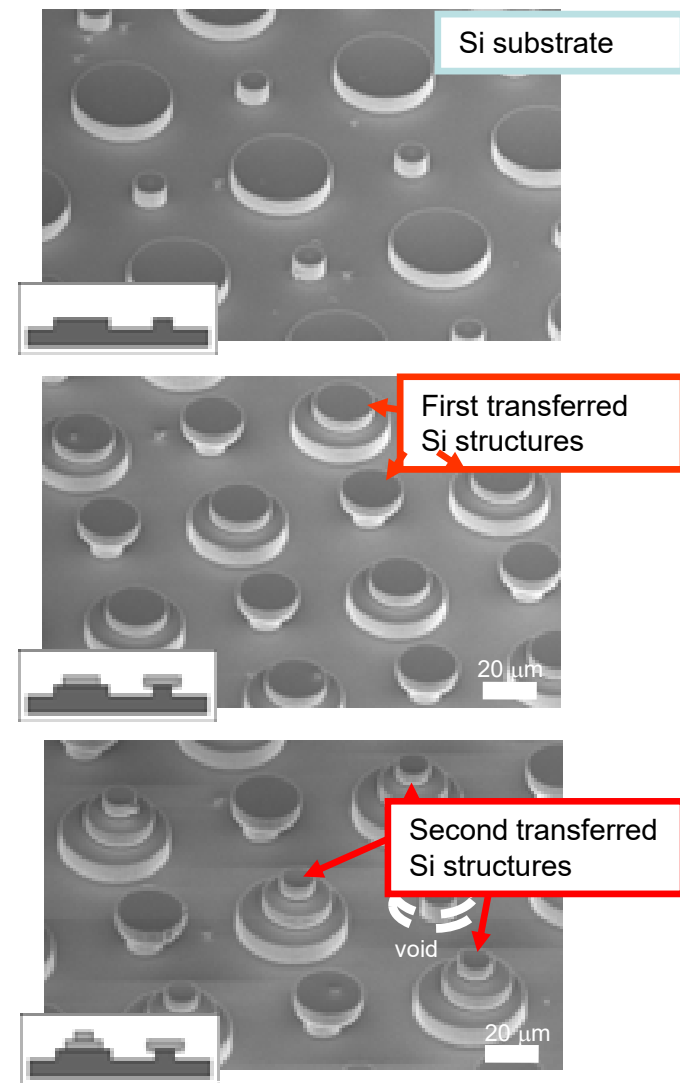 Si substrate
First transferred
Si structures
20 μm
Second transferred
Si structures
void
20 μm